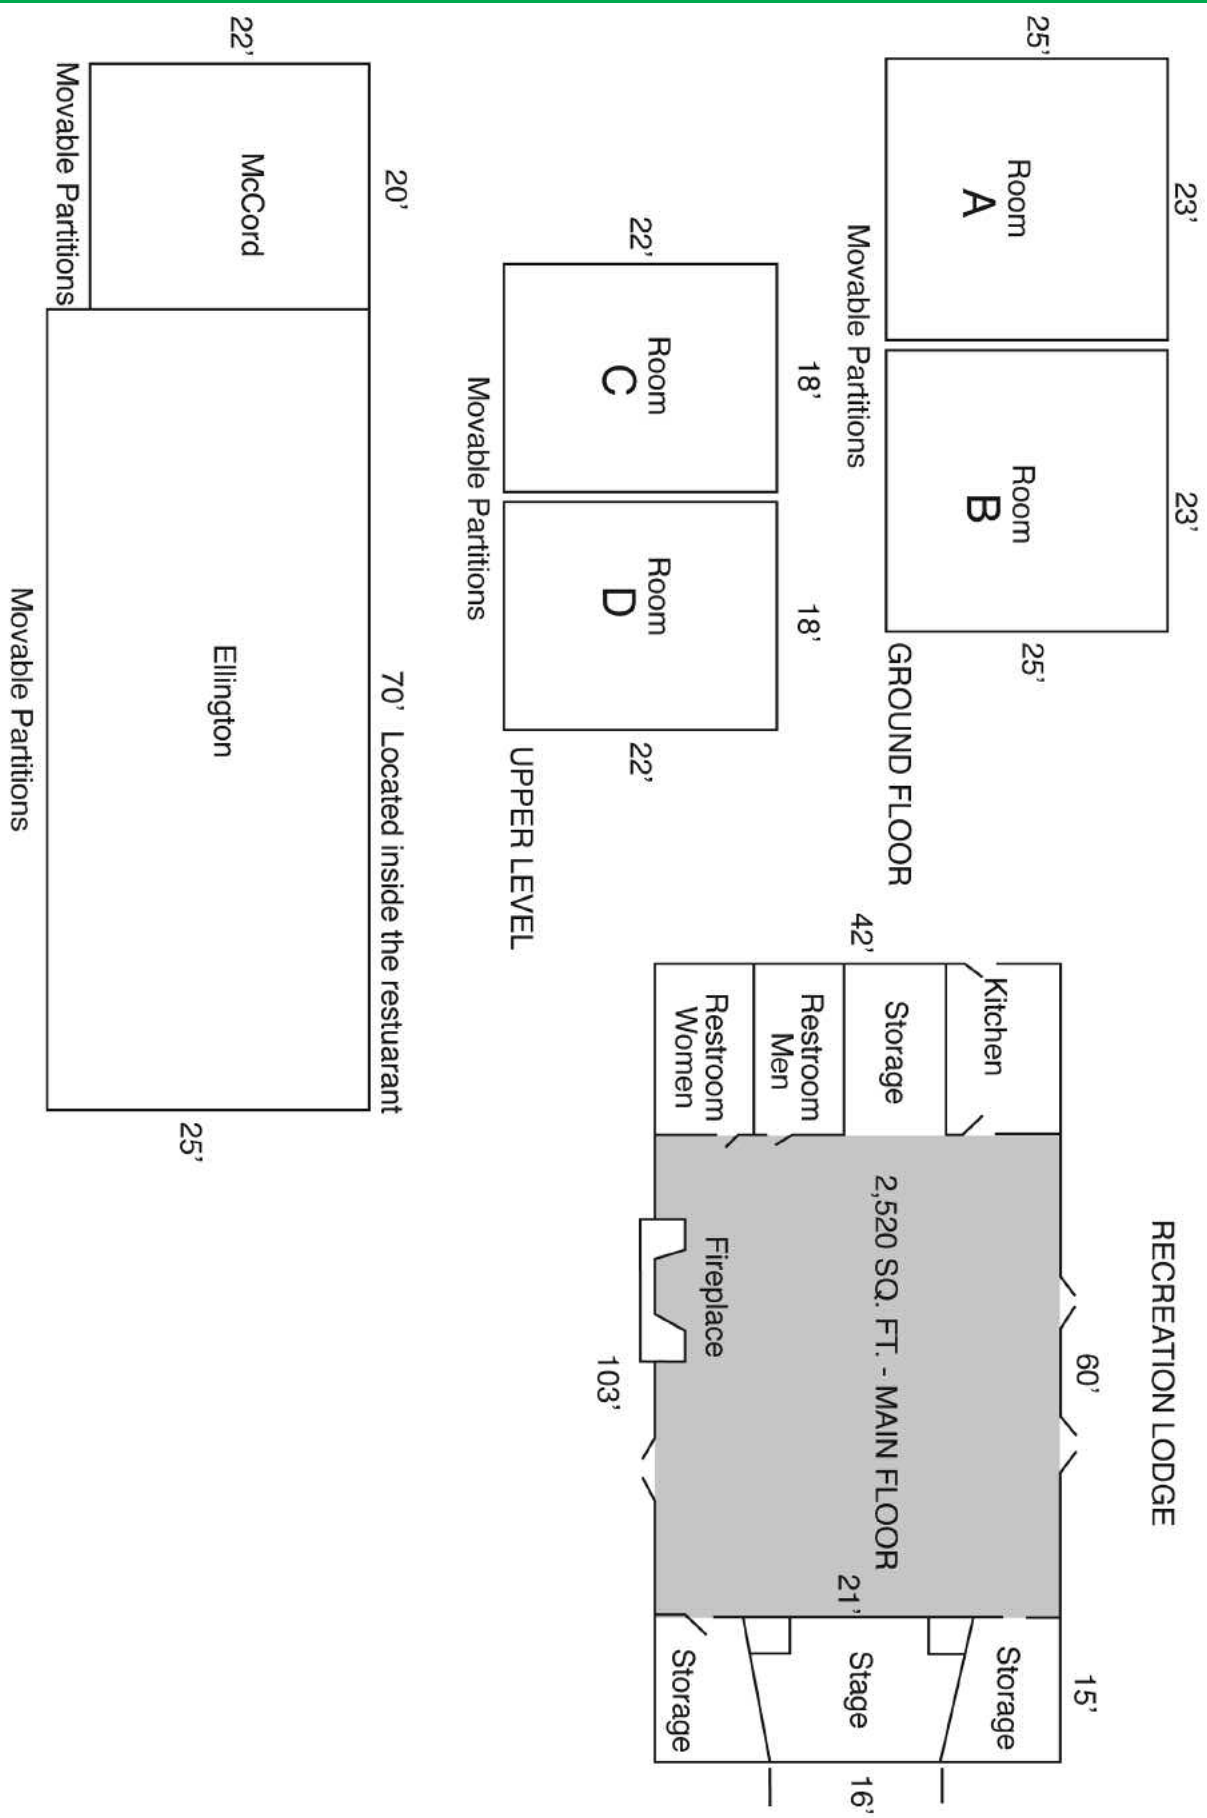 RECREATION LODGE
23'
23'
25'
Room
A
Room
B
25'
Movable Partitions
GROUND FLOOR
18'
18'
22'
Room
C
Room
D
22'
Movable Partitions
UPPER LEVEL
20'
70' Located inside the restuarant
22'
McCord
Ellington
25'
Movable Partitions
Movable Partitions
60'
15'
42'
Kitchen
Storage
Restroom
Men
Restroom
Women
2,520 SQ. FT. - MAIN FLOOR
Fireplace
21'
Storage
Stage
16'
Storage
103'